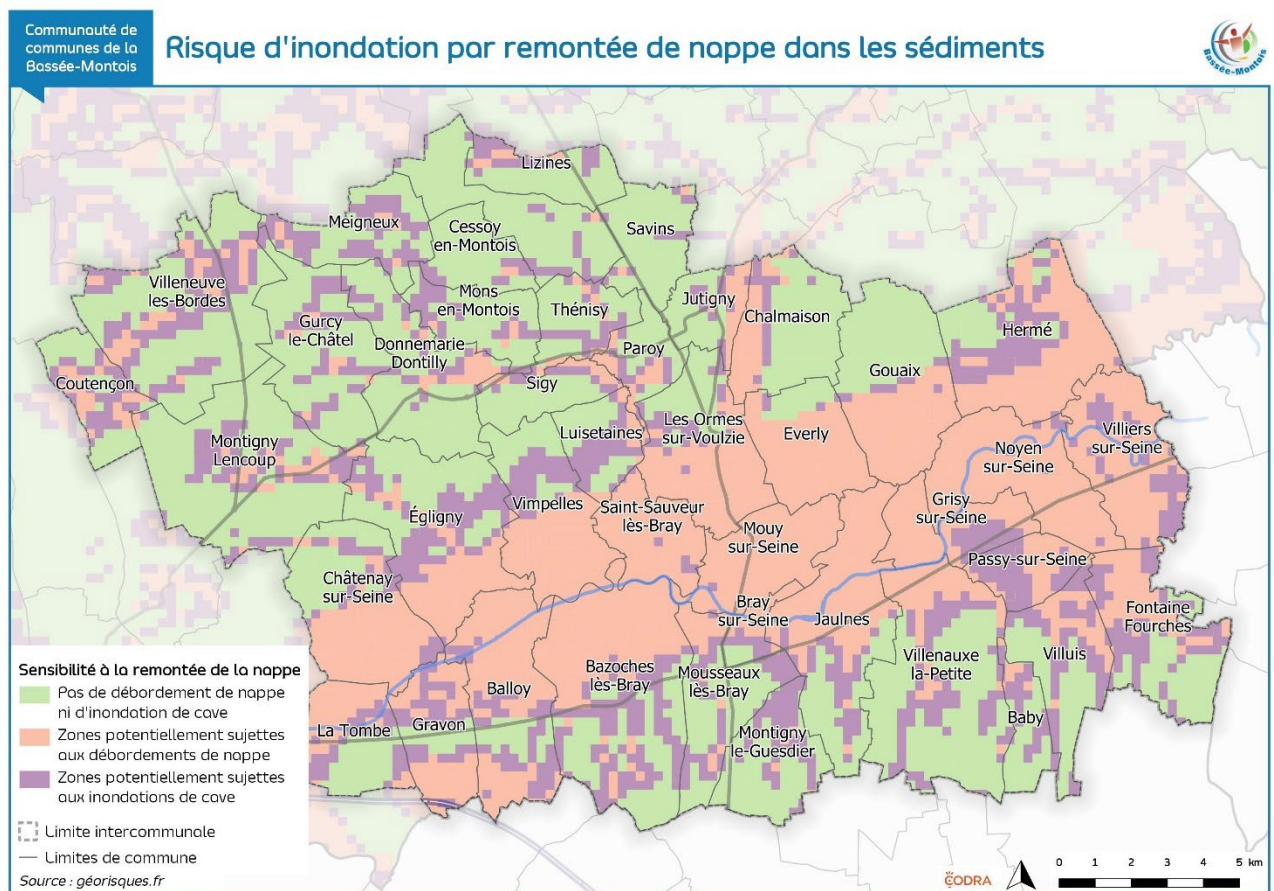 Communauté de
communes de la
Bassée-Montois
Risque d'inondation par remontée de nappe dans les sédiments
Bassée-Montois
Lizines
Meigneux
Cessoy
en-Montois
Savins
Villeneuve
les-Bordes
Mons
en-Montois
Thénisy
Jutigny
Chalmaison
Hermé
Gurcy
le-Châtel
Donnemarie
Dontilly
Paroy
Gouaix
Coutençon
Sigy
Luisetaines
Les Ormes
sur-Voulzie
Everly
Villiers
sur-Seine
Montigny
Lencoup
Noyen
sur-Seine
Égligny
Vimpelles
Saint-Sauveur
lès-Bray
Grisy
sur-Seine
Mouy
sur-Seine
Passy-sur-Seine
Châtenay
sur-Seine
Bray
sur-Seine
Jaulnes
Fontaine
Fourches
Bazoches
lès-Bray
Mousseaux
lès-Bray
Villenauxe
la-Petite
Villuis
Balloy
La Tombe
Gravon
Montigny
le-Guesdier
Baby
Sensibilité à la remontée de la nappe
Pas de débordement de nappe
ni d'inondation de cave
Zones potentiellement sujettes
aux débordements de nappe
Zones potentiellement sujettes
aux inondations de cave
Limite intercommunale
Limites de commune
Source : géorisques.fr
CODRA
0 1 2 3 4 5 km